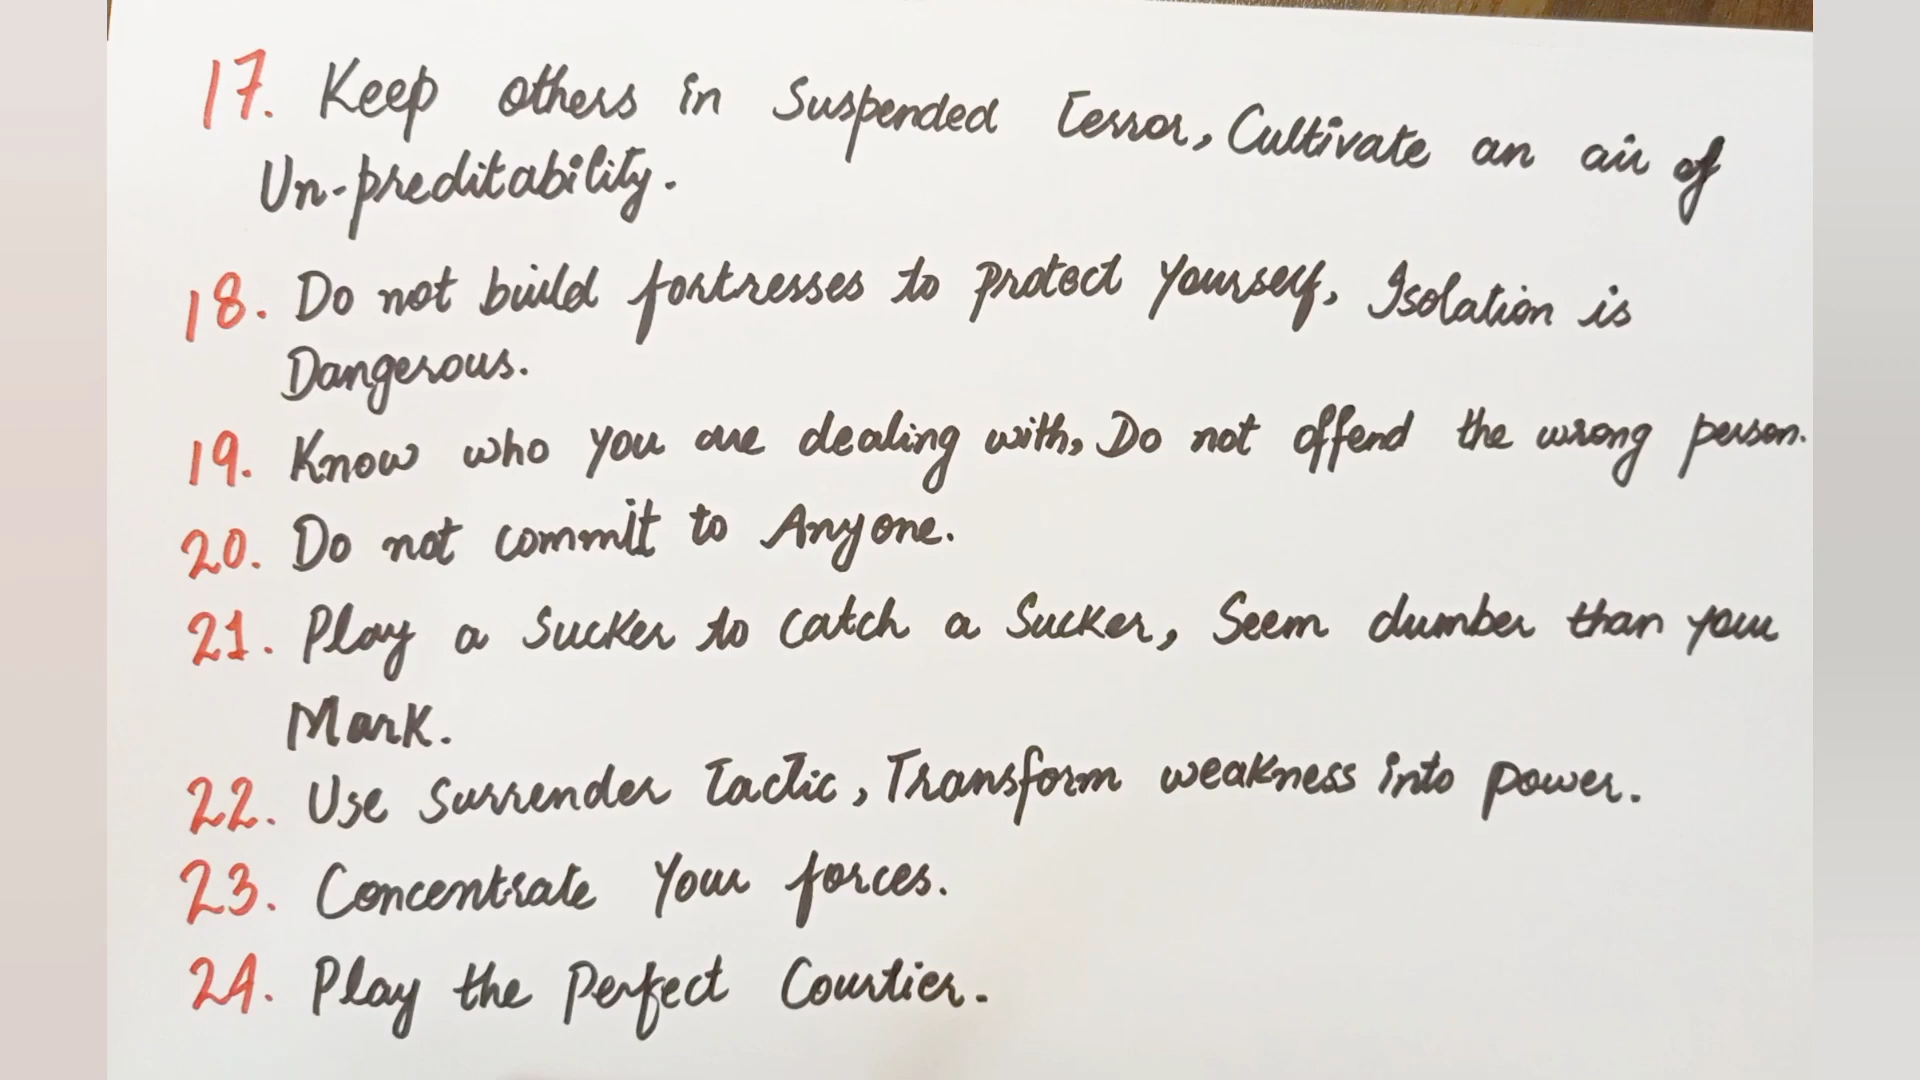 17. Keep others in Suspended Terror, Cultivate an air of
Un-preditability.
18. Do not build fortresses to protect yourself, Isolation is
Dangerous.
19. Know who you are dealing with, Do not offend the wrong person.
20. Do not commit to Anyone.
21. Play a Sucker to catch a Sucker, Seem dumber than your
Mark.
22. Use Surrender Tactic, Transform weakness into power.
23. Concentrate Your forces.
24. Play the Perfect Courtier.